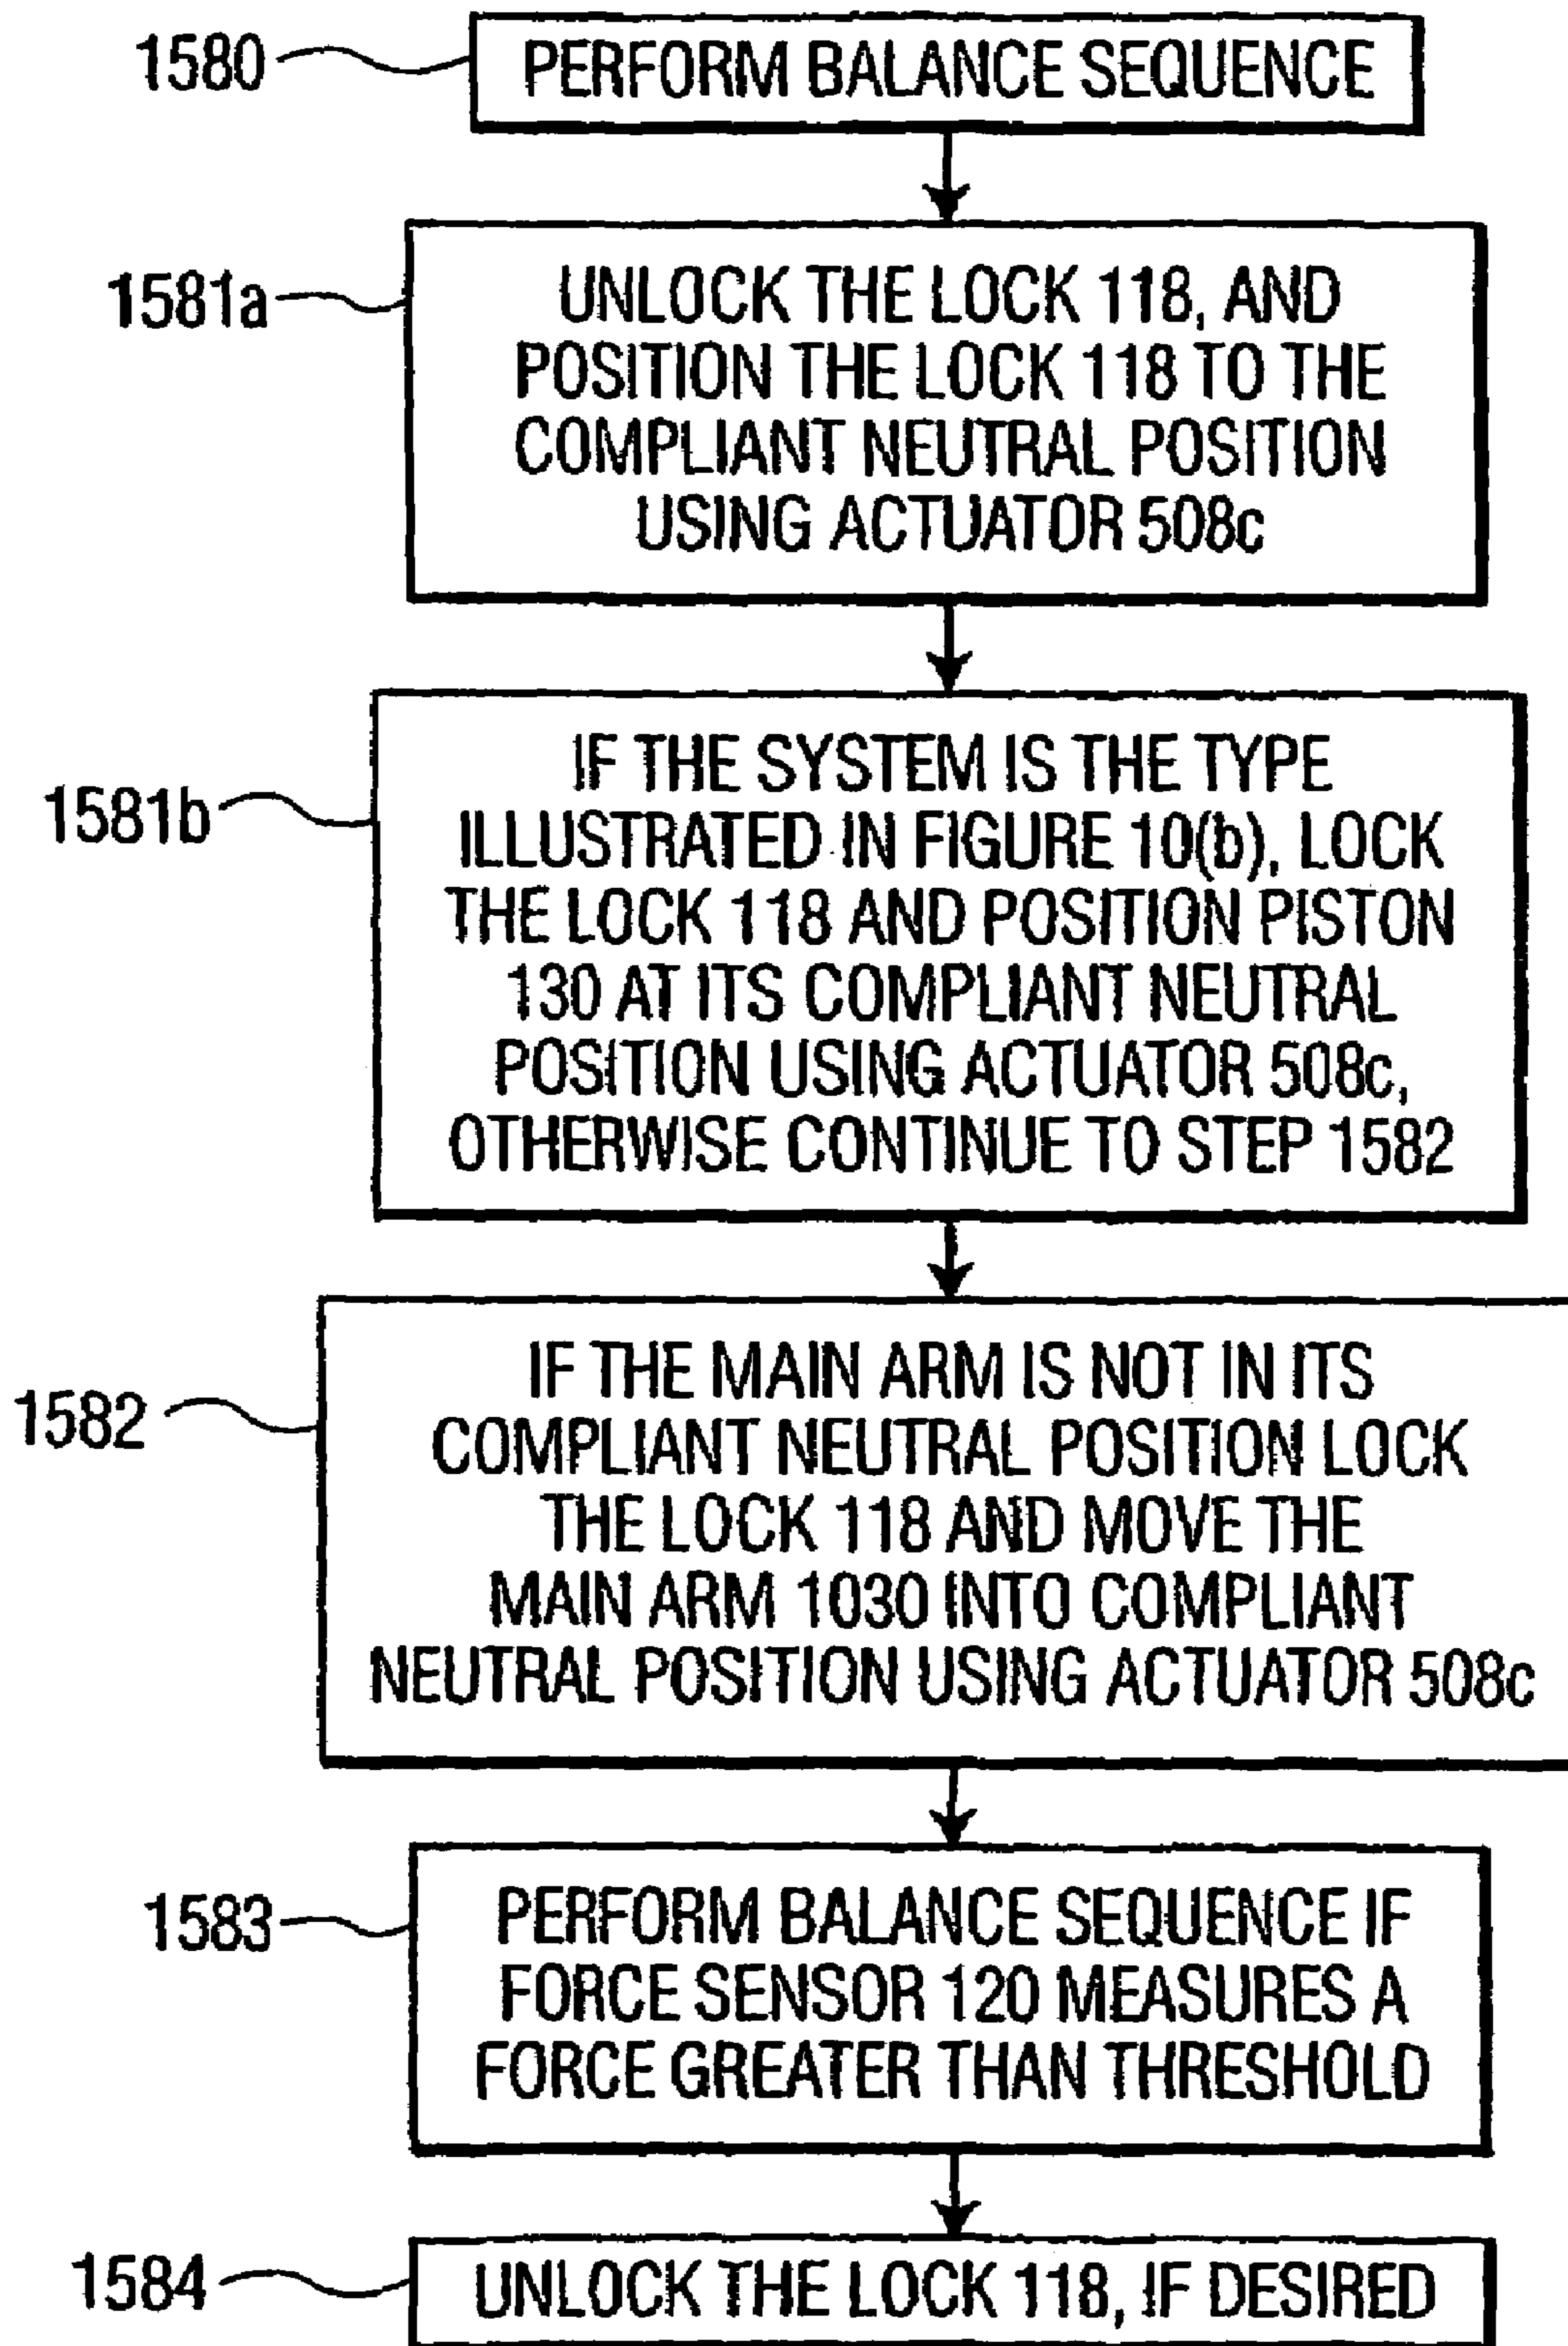 1580
PERFORM BALANCE SEQUENCE
1581a
UNLOCK THE LOCK 118, AND
POSITION THE LOCK 118 TO THE
COMPLIANT NEUTRAL POSITION
USING ACTUATOR 508c
1581b
IF THE SYSTEM IS THE TYPE
ILLUSTRATED IN FIGURE 10(b), LOCK
THE LOCK 118 AND POSITION PISTON
130 AT ITS COMPLIANT NEUTRAL
POSITION USING ACTUATOR 508c,
OTHERWISE CONTINUE TO STEP 1582
1582
IF THE MAIN ARM IS NOT IN ITS
COMPLIANT NEUTRAL POSITION LOCK
THE LOCK 118 AND MOVE THE
MAIN ARM 1030 INTO COMPLIANT
NEUTRAL POSITION USING ACTUATOR 508c
1583
PERFORM BALANCE SEQUENCE IF
FORCE SENSOR 120 MEASURES A
FORCE GREATER THAN THRESHOLD
1584
UNLOCK THE LOCK 118, IF DESIRED